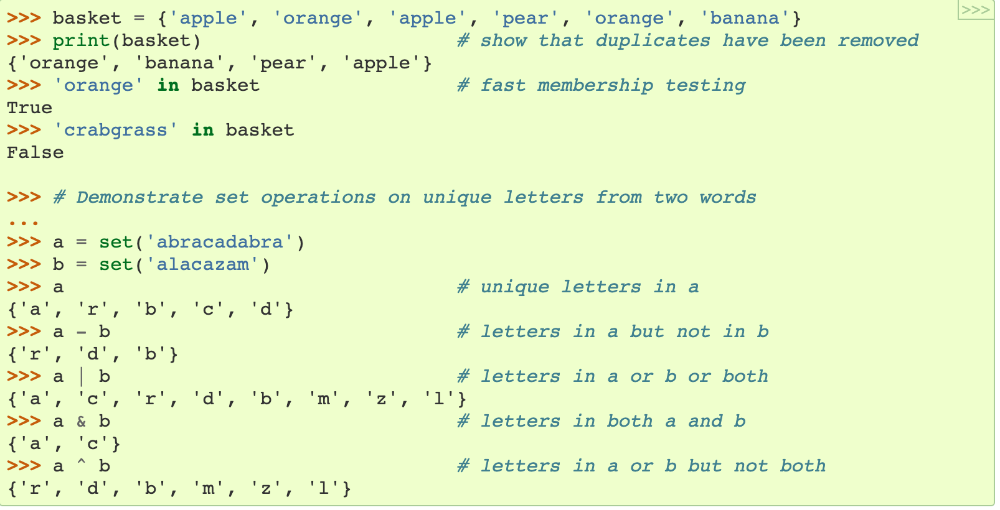 >>>
>>> basket = {'apple', 'orange', 'apple', 'pear', 'orange', 'banana'}
>>> print(basket)                      # show that duplicates have been removed
{'orange', 'banana', 'pear', 'apple'}
>>> 'orange' in basket                 # fast membership testing
True
>>> 'crabgrass' in basket
False

>>> # Demonstrate set operations on unique letters from two words
...
>>> a = set('abracadabra')
>>> b = set('alacazam')
>>> a                                  # unique letters in a
{'a', 'r', 'b', 'c', 'd'}
>>> a - b                              # letters in a but not in b
{'r', 'd', 'b'}
>>> a | b                              # letters in a or b or both
{'a', 'c', 'r', 'd', 'b', 'm', 'z', 'l'}
>>> a & b                              # letters in both a and b
{'a', 'c'}
>>> a ^ b                              # letters in a or b but not both
{'r', 'd', 'b', 'm', 'z', 'l'}